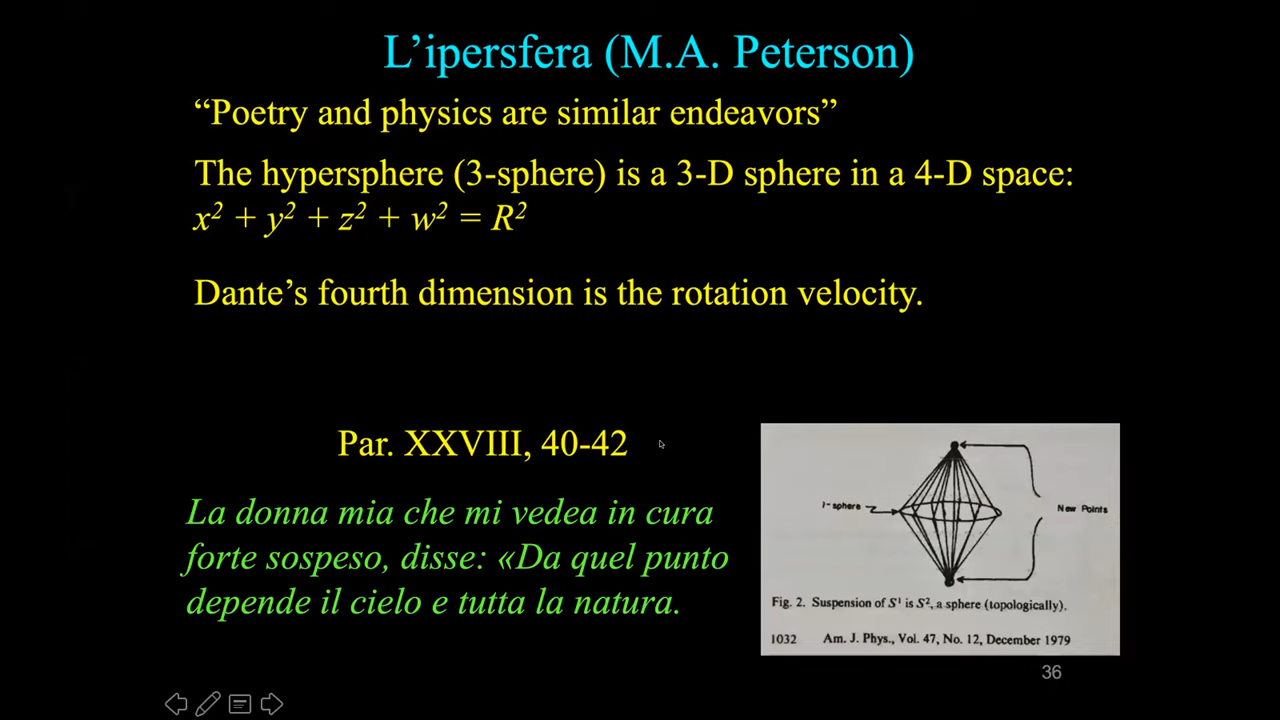 L’ipersfera (M.A. Peterson)
“Poetry and physics are similar endeavors”
The hypersphere (3-sphere) is a 3-D sphere in a 4-D space:
x² + y² + z² + w² = R²
Dante’s fourth dimension is the rotation velocity.
Par. XXVIII, 40-42
La donna mia che mi vedea in cura
forte sospeso, disse: «Da quel punto
depende il cielo e tutta la natura.
1-sphere
New Points
Fig. 2. Suspension of S¹ is S², a sphere (topologically).
1032 Am. J. Phys., Vol. 47, No. 12, December 1979
36